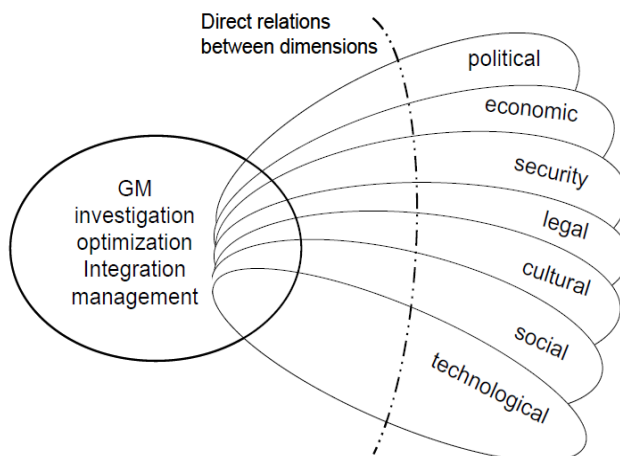 Direct relations
between dimensions
political
economic
security
legal
cultural
social
technological
GM
investigation
optimization
Integration
management